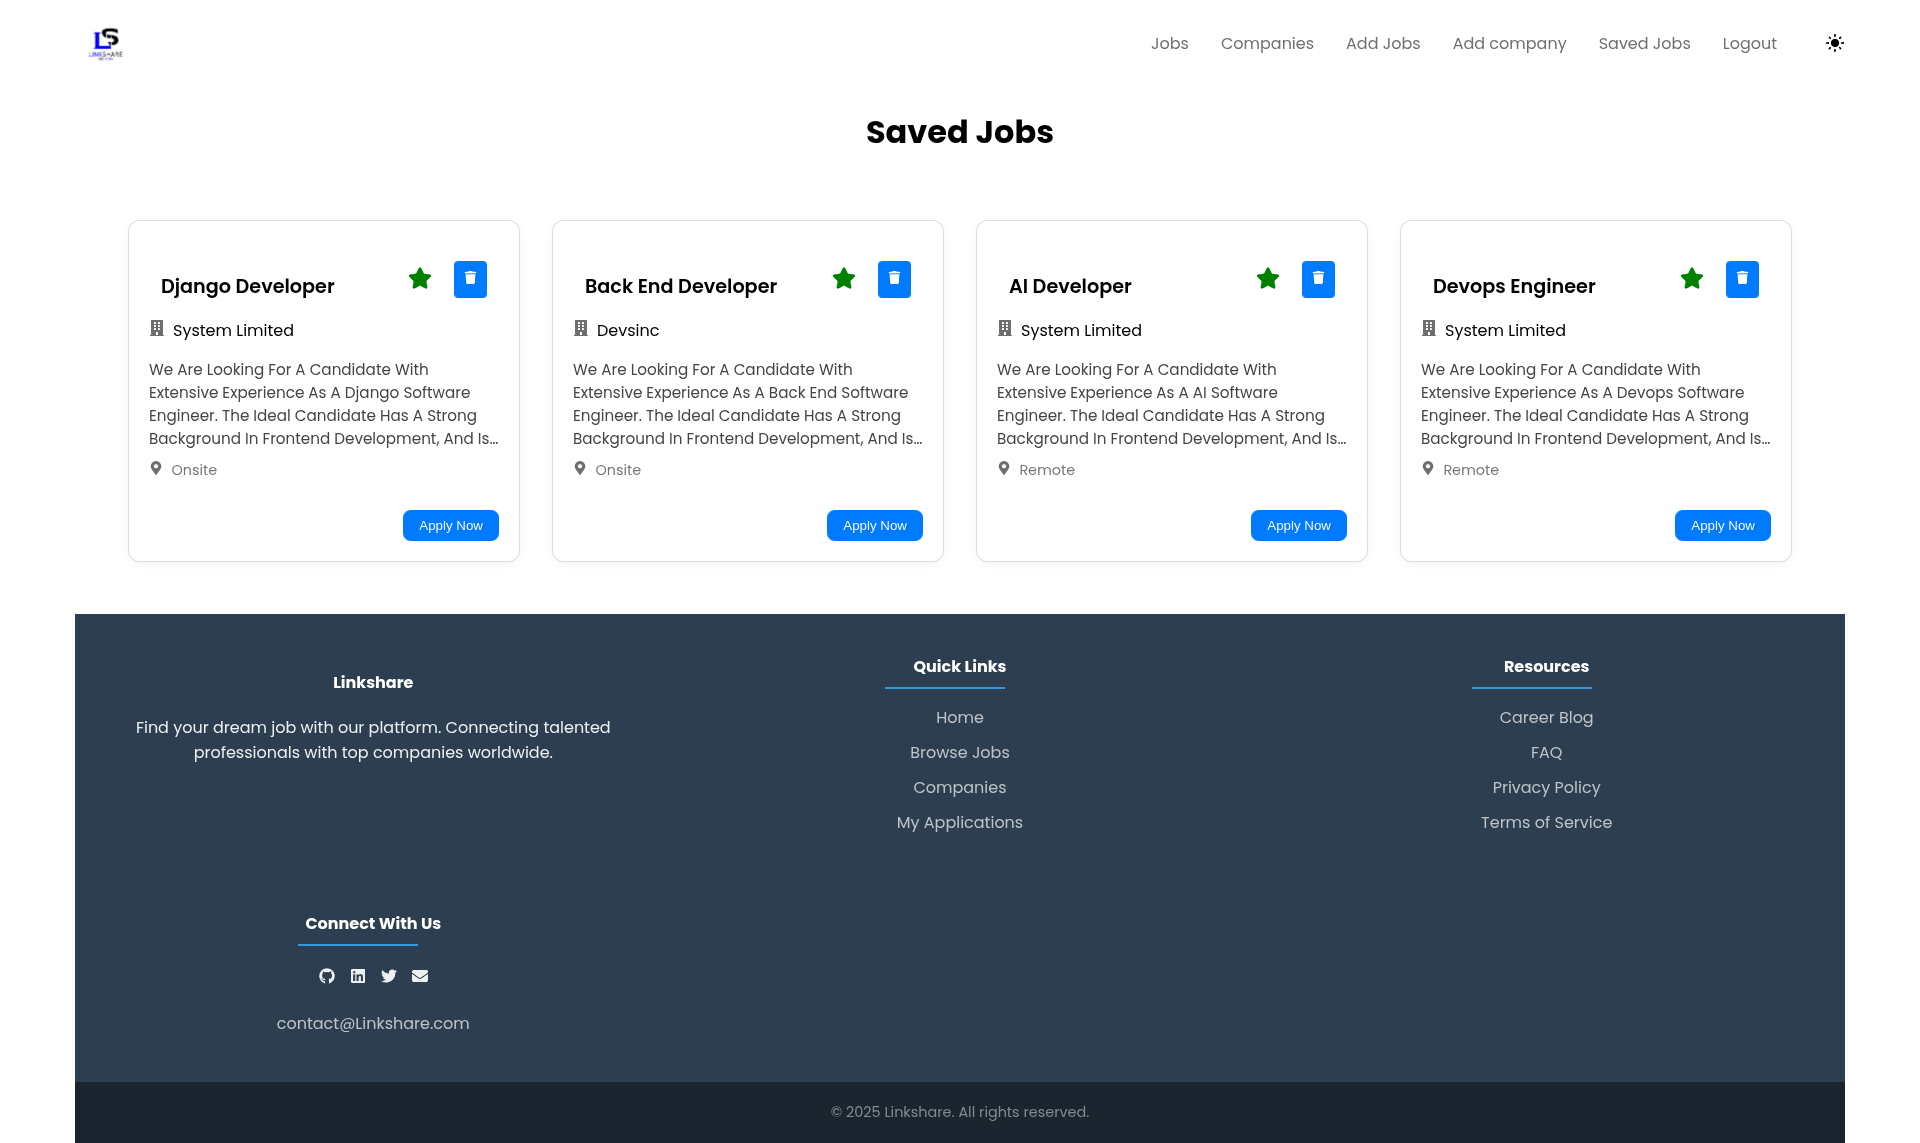 LS
LINKSHARE
Jobs
Companies
Add Jobs
Add company
Saved Jobs
Logout
Saved Jobs
Django Developer
System Limited
We Are Looking For A Candidate With
Extensive Experience As A Django Software
Engineer. The Ideal Candidate Has A Strong
Background In Frontend Development, And Is...
Onsite
Apply Now
Back End Developer
Devsinc
We Are Looking For A Candidate With
Extensive Experience As A Back End Software
Engineer. The Ideal Candidate Has A Strong
Background In Frontend Development, And Is...
Onsite
Apply Now
AI Developer
System Limited
We Are Looking For A Candidate With
Extensive Experience As A AI Software
Engineer. The Ideal Candidate Has A Strong
Background In Frontend Development, And Is...
Remote
Apply Now
Devops Engineer
System Limited
We Are Looking For A Candidate With
Extensive Experience As A Devops Software
Engineer. The Ideal Candidate Has A Strong
Background In Frontend Development, And Is...
Remote
Apply Now
Linkshare
Find your dream job with our platform. Connecting talented
professionals with top companies worldwide.
Quick Links
Home
Browse Jobs
Companies
My Applications
Resources
Career Blog
FAQ
Privacy Policy
Terms of Service
Connect With Us
contact@Linkshare.com
© 2025 Linkshare. All rights reserved.